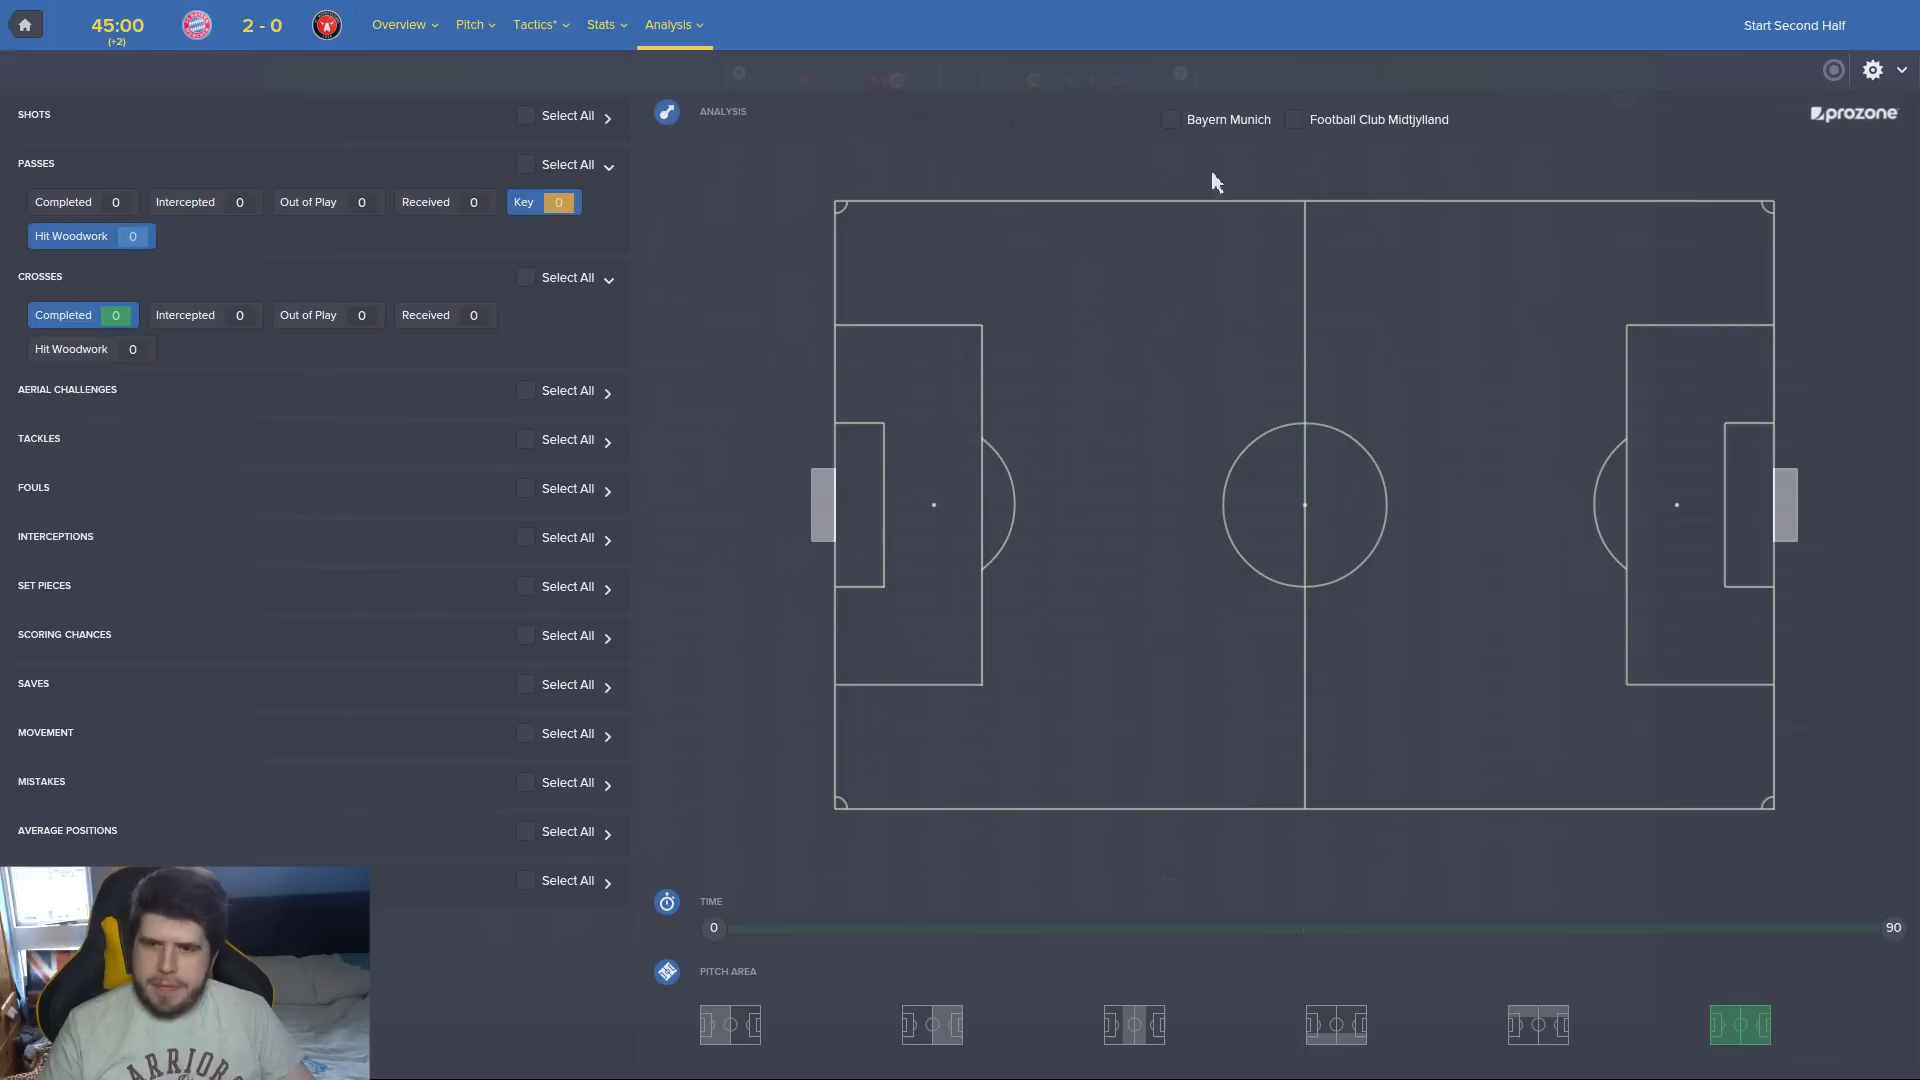 45:00
(+2)
2 - 0
Overview
Pitch
Tactics*
Stats
Analysis
Start Second Half
SHOTS
Select All
ANALYSIS
Bayern Munich
Football Club Midtjylland
prozone
PASSES
Select All
Completed 0
Intercepted 0
Out of Play 0
Received 0
Key 0
Hit Woodwork 0
CROSSES
Select All
Completed 0
Intercepted 0
Out of Play 0
Received 0
Hit Woodwork 0
AERIAL CHALLENGES
Select All
TACKLES
Select All
FOULS
Select All
INTERCEPTIONS
Select All
SET PIECES
Select All
SCORING CHANCES
Select All
SAVES
Select All
MOVEMENT
Select All
MISTAKES
Select All
AVERAGE POSITIONS
Select All
Select All
TIME
0
90
PITCH AREA
WARRIORS